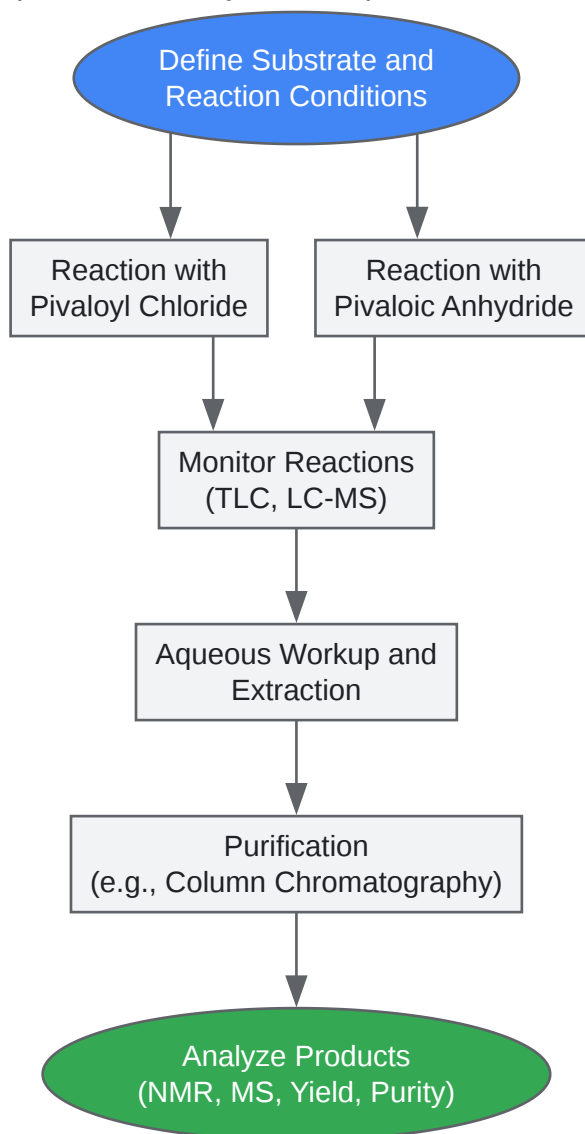 Define Substrate and
Reaction Conditions
Reaction with
Pivaloyl Chloride
Reaction with
Pivaloic Anhydride
Monitor Reactions
(TLC, LC-MS)
Aqueous Workup and
Extraction
Purification
(e.g., Column Chromatography)
Analyze Products
(NMR, MS, Yield, Purity)